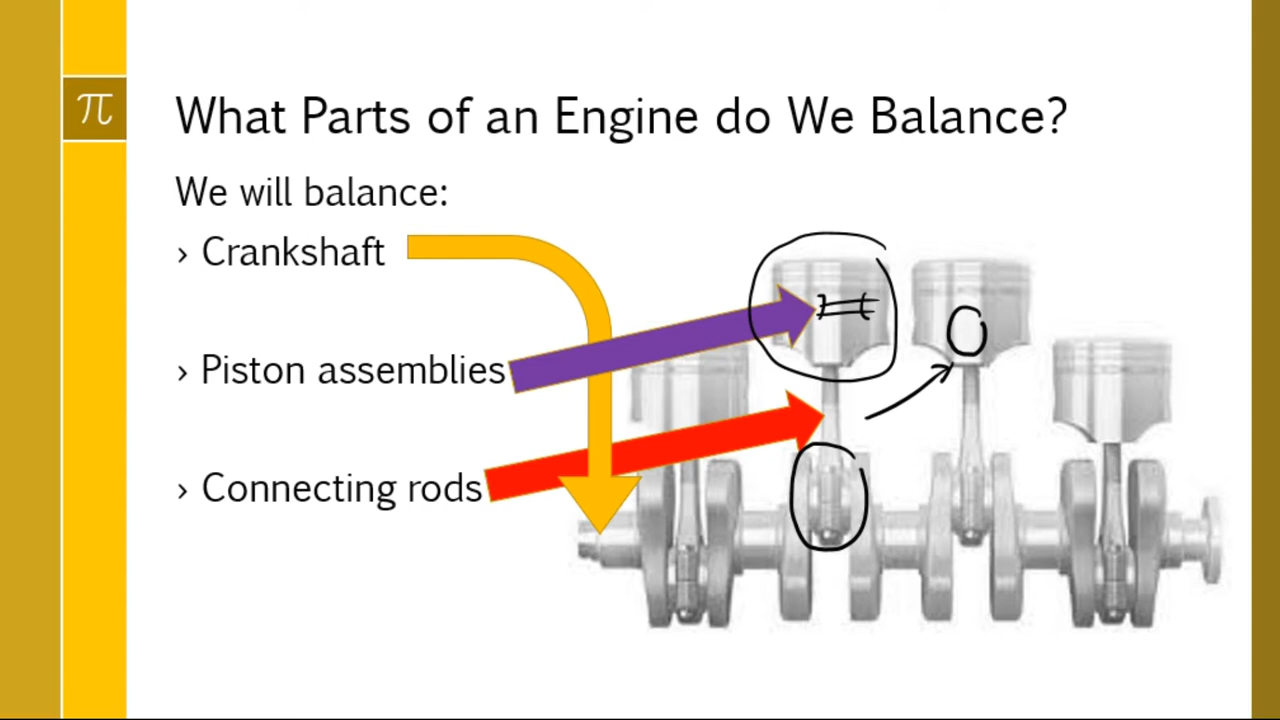 π
What Parts of an Engine do We Balance?
We will balance:
› Crankshaft
› Piston assemblies
› Connecting rods